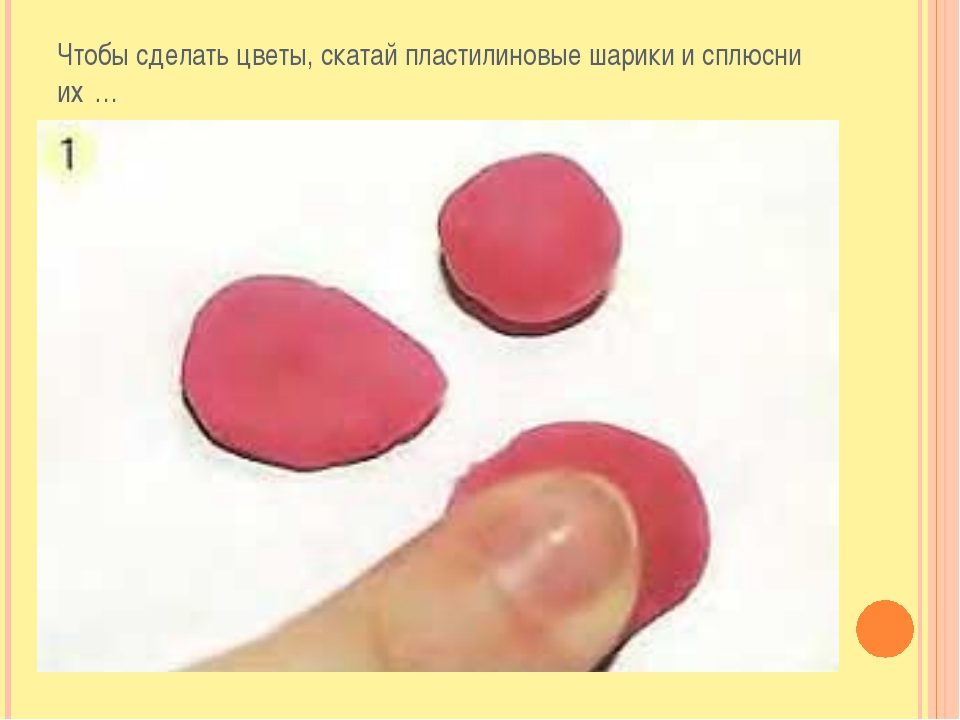 Чтобы сделать цветы, скатай пластилиновые шарики и сплюсни
их …
1